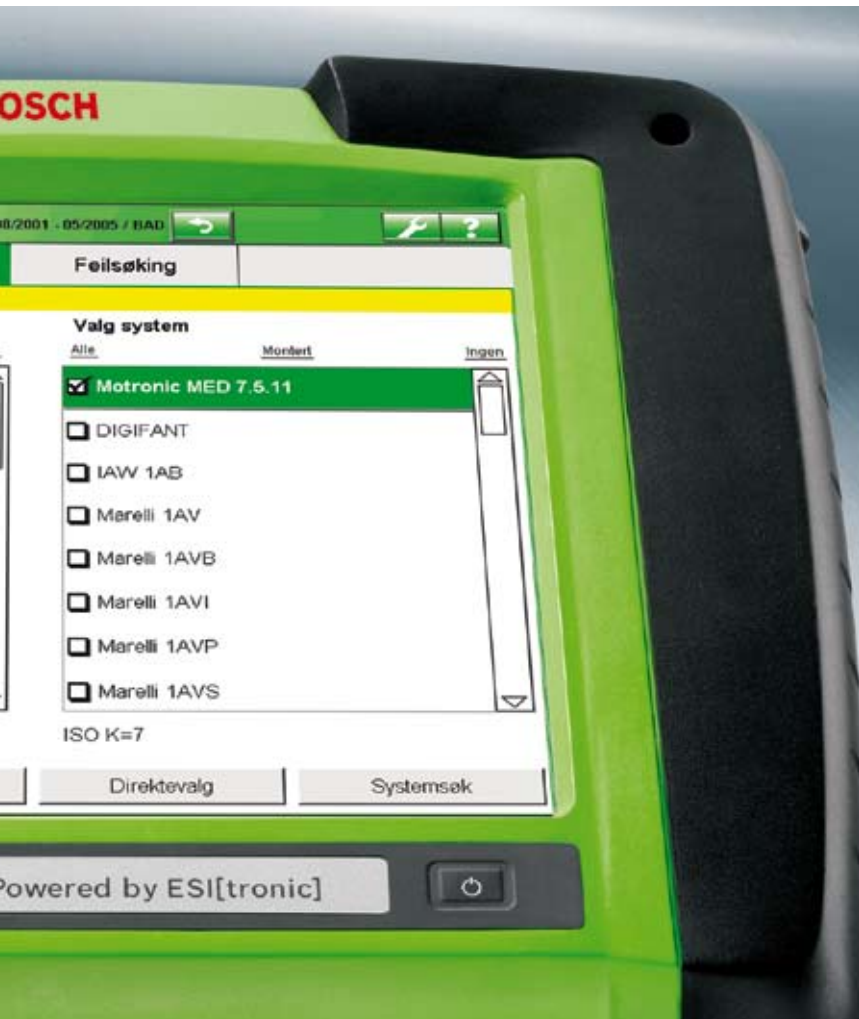 OSCH
08/2001 - 05/2005 / BAD
?
Feilsøking
Valg system
Alle Montert Ingen
Motronic MED 7.5.11
DIGIFANT
IAW 1AB
Marelli 1AV
Marelli 1AVB
Marelli 1AVI
Marelli 1AVP
Marelli 1AVS
ISO K=7
Direktevalg Systemsøk
Powered by ESI[tronic]